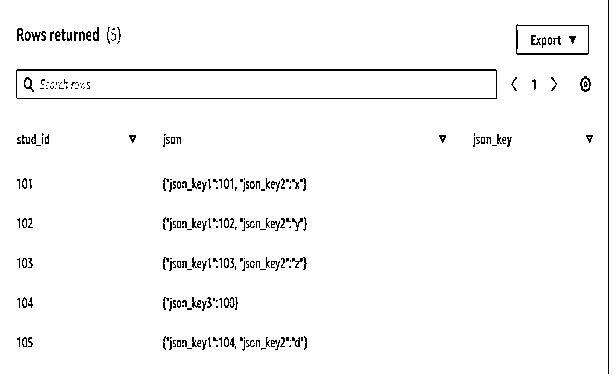 Rows returned (5)
Export
Search rows
1
stud_id json json_key
101 {"json_key1":101, "json_key2":"x"}
102 {"json_key1":102, "json_key2":"y"}
103 {"json_key1":103, "json_key2":"z"}
104 {"json_key3":100}
105 {"json_key1":104, "json_key2":"d"}